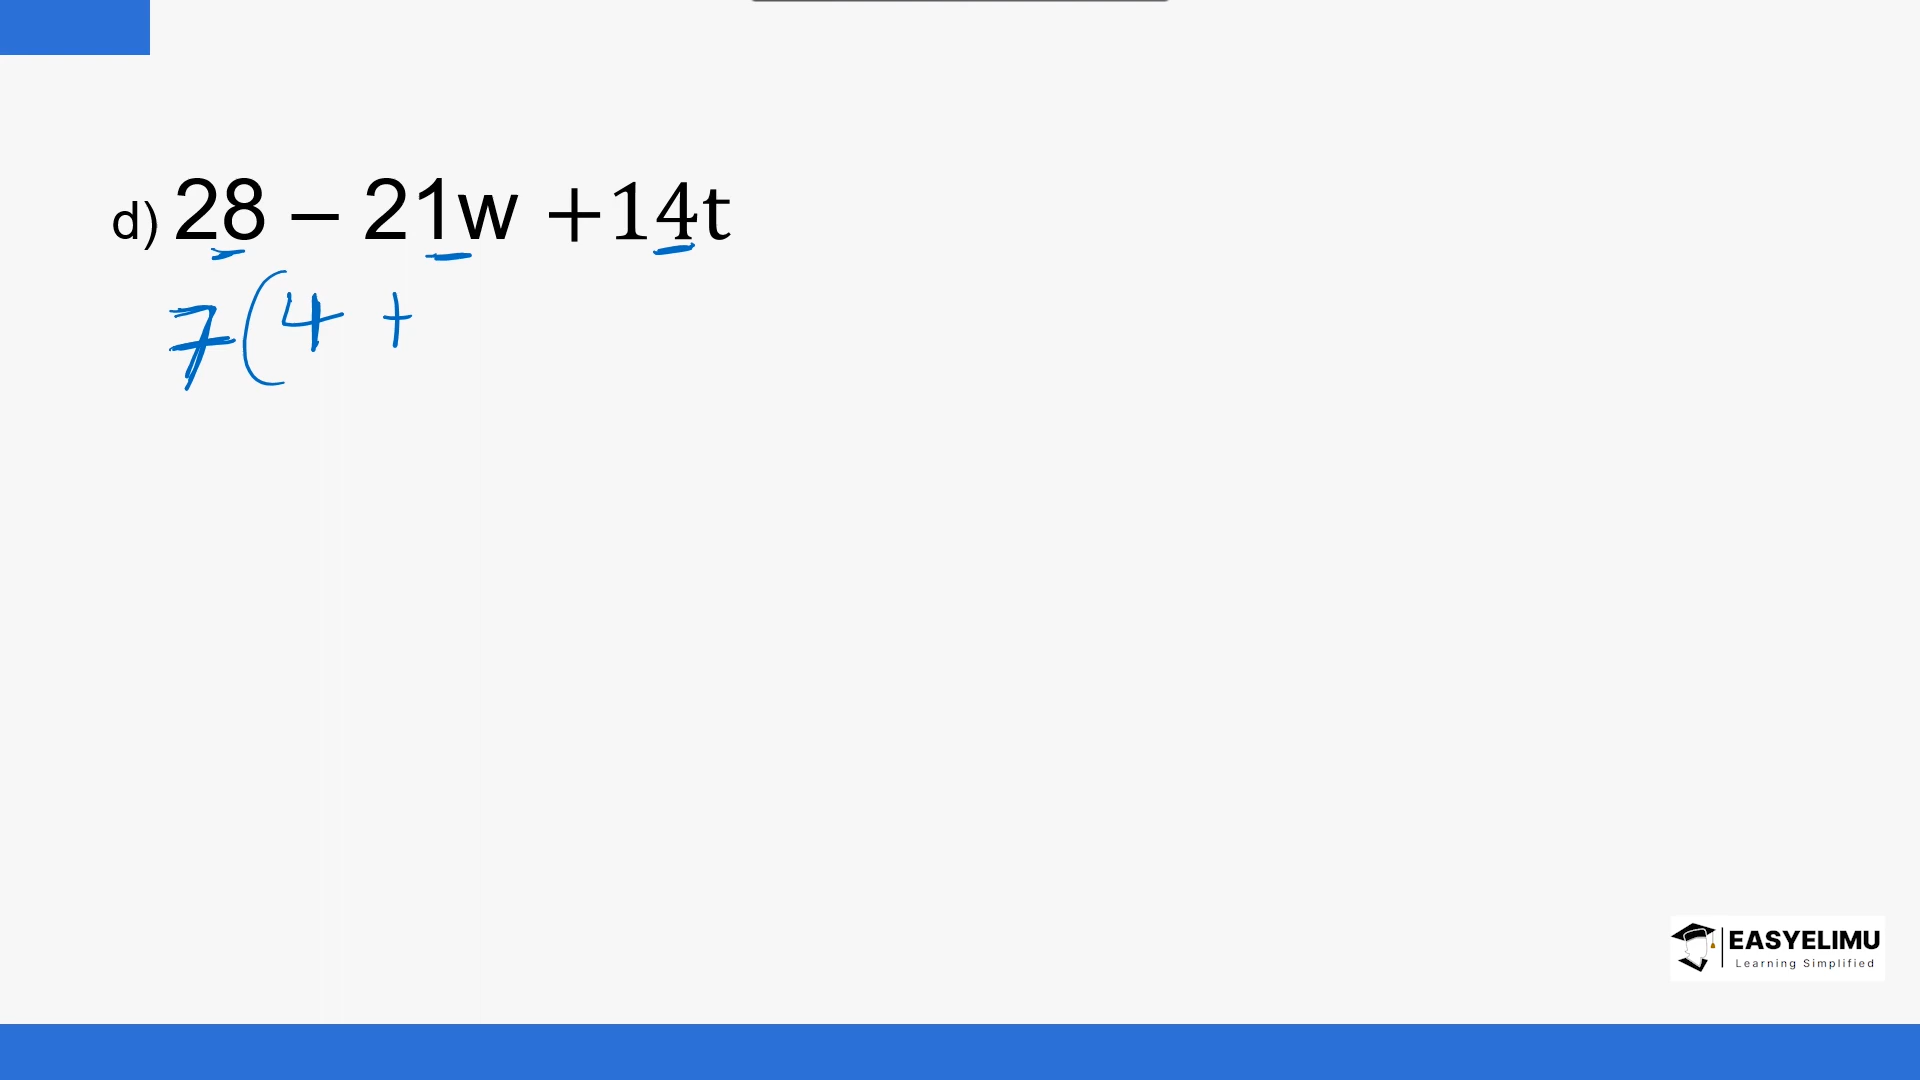 d) 28 – 21w +14t
7(4 +
EASYELIMU
Learning Simplified